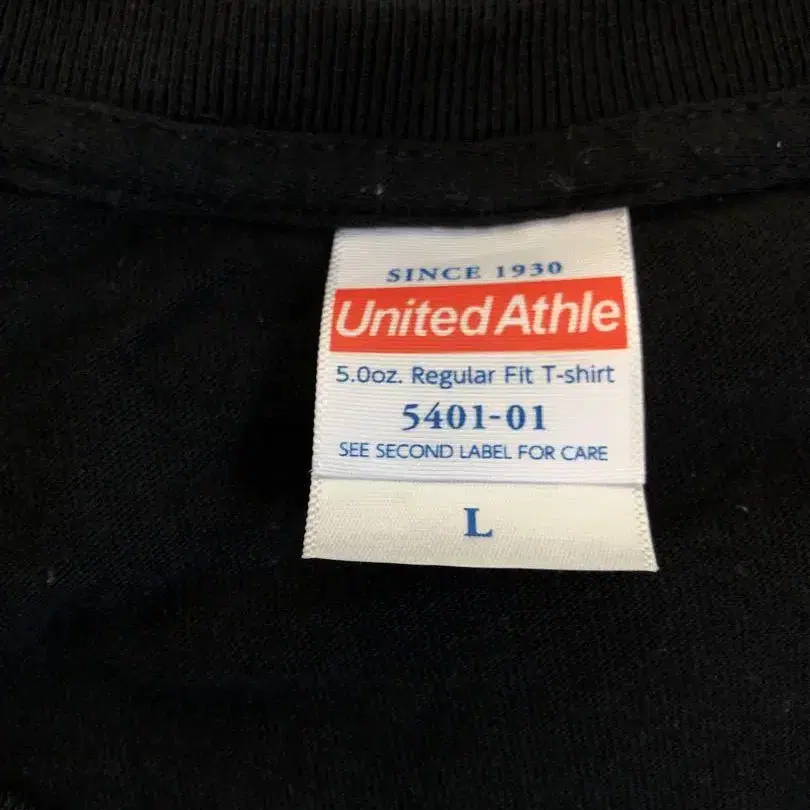 SINCE 1930
United Athle
5.0oz. Regular Fit T-shirt
5401-01
SEE SECOND LABEL FOR CARE
L